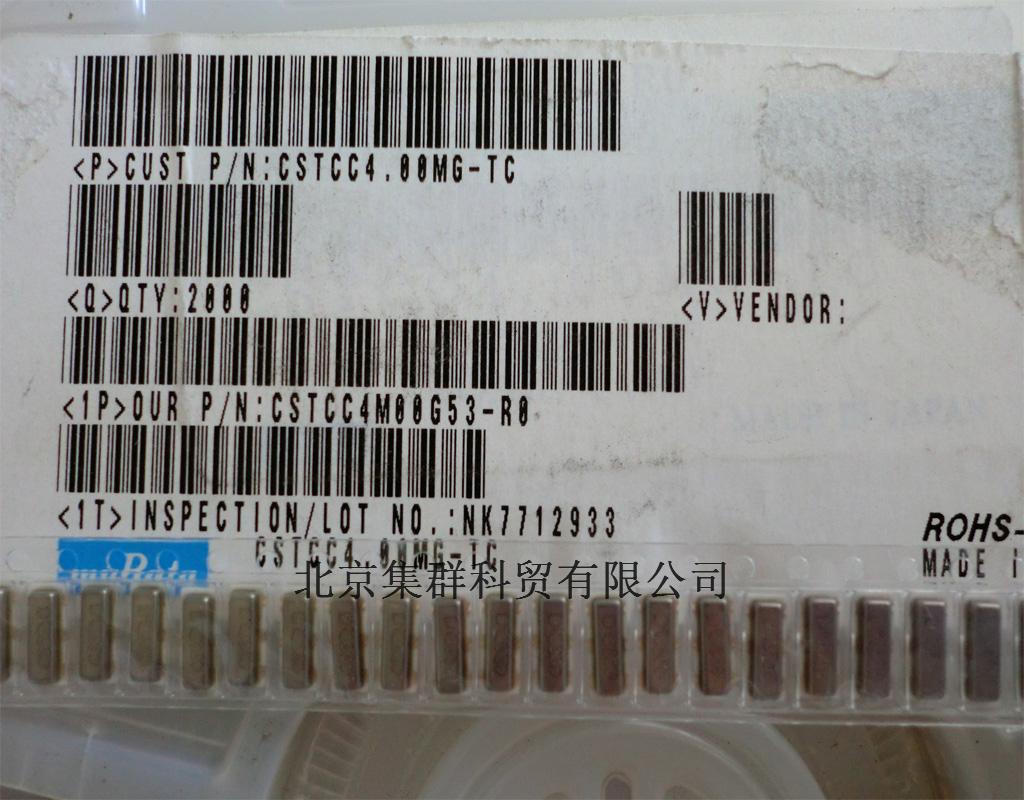 <P>CUST P/N:CSTCC4.00MG-TC
<Q>QTY:2000
<V>VENDOR:
<1P>OUR P/N:CSTCC4M00G53-R0
<1T>INSPECTION/LOT NO.:NK7712933
ROHS-
muRata
CSTCC4.00MG-TC
MADE I
北京集群科贸有限公司